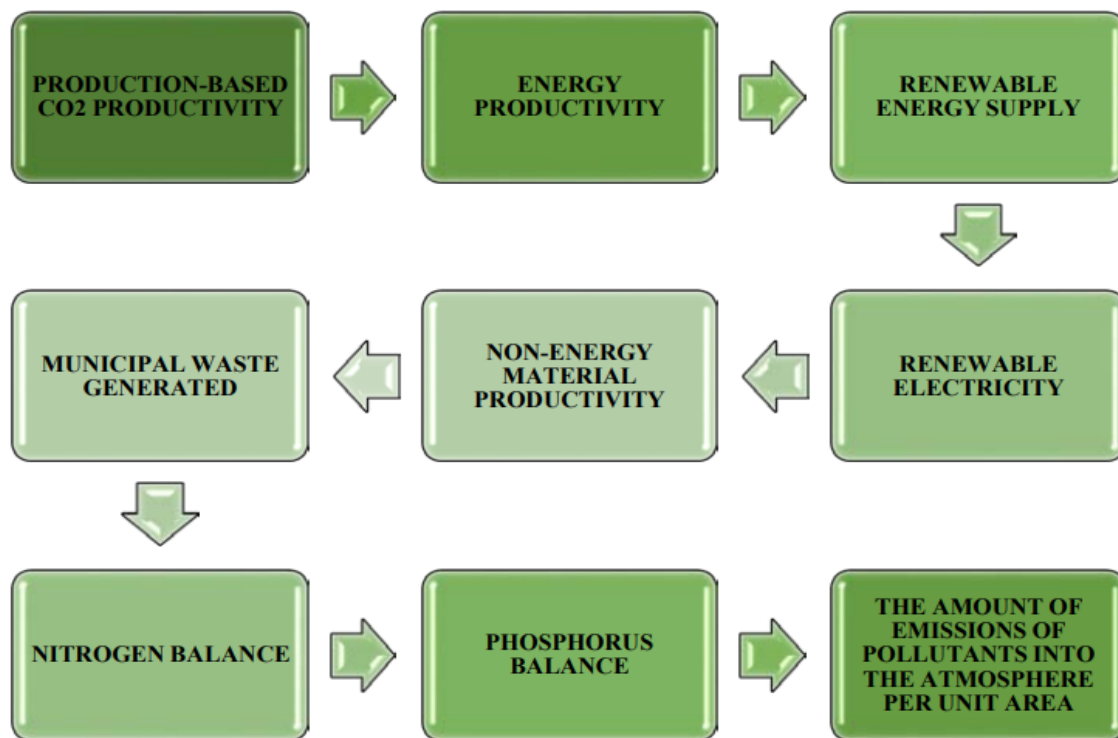 PRODUCTION-BASED
CO2 PRODUCTIVITY
ENERGY
PRODUCTIVITY
RENEWABLE
ENERGY SUPPLY
RENEWABLE
ELECTRICITY
NON-ENERGY
MATERIAL
PRODUCTIVITY
MUNICIPAL WASTE
GENERATED
NITROGEN BALANCE
PHOSPHORUS
BALANCE
THE AMOUNT OF
EMISSIONS OF
POLLUTANTS INTO
THE ATMOSPHERE
PER UNIT AREA